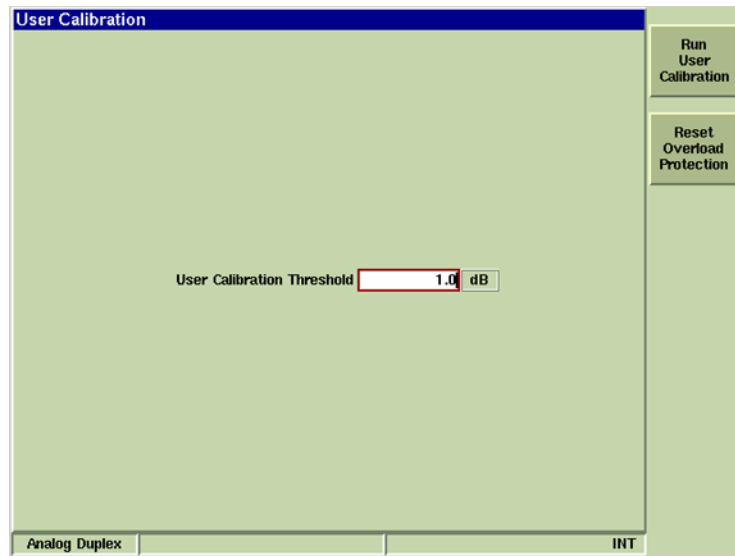 User Calibration
Run
User
Calibration
Reset
Overload
Protection
User Calibration Threshold 1.0 dB
Analog Duplex INT